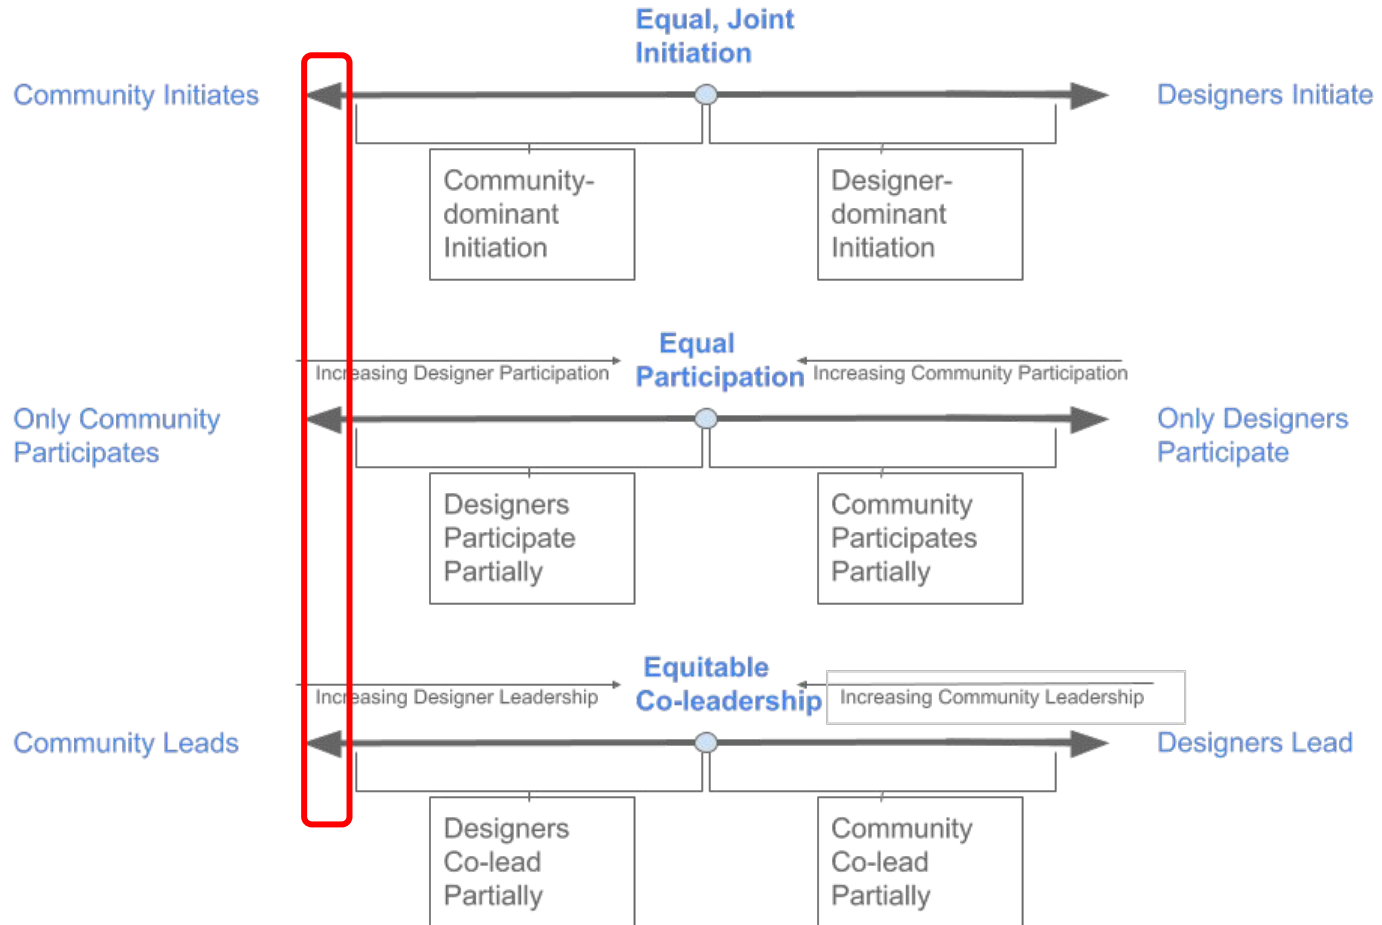 Equal, Joint
Initiation
Community Initiates
Designers Initiate
Community-
dominant
Initiation
Designer-
dominant
Initiation
Equal
Participation
Increasing Designer Participation
Increasing Community Participation
Only Community
Participates
Only Designers
Participate
Designers
Participate
Partially
Community
Participates
Partially
Equitable
Co-leadership
Increasing Designer Leadership
Increasing Community Leadership
Community Leads
Designers Lead
Designers
Co-lead
Partially
Community
Co-lead
Partially